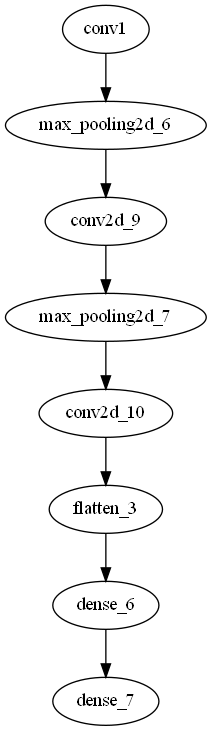 conv1
max_pooling2d_6
conv2d_9
max_pooling2d_7
conv2d_10
flatten_3
dense_6
dense_7